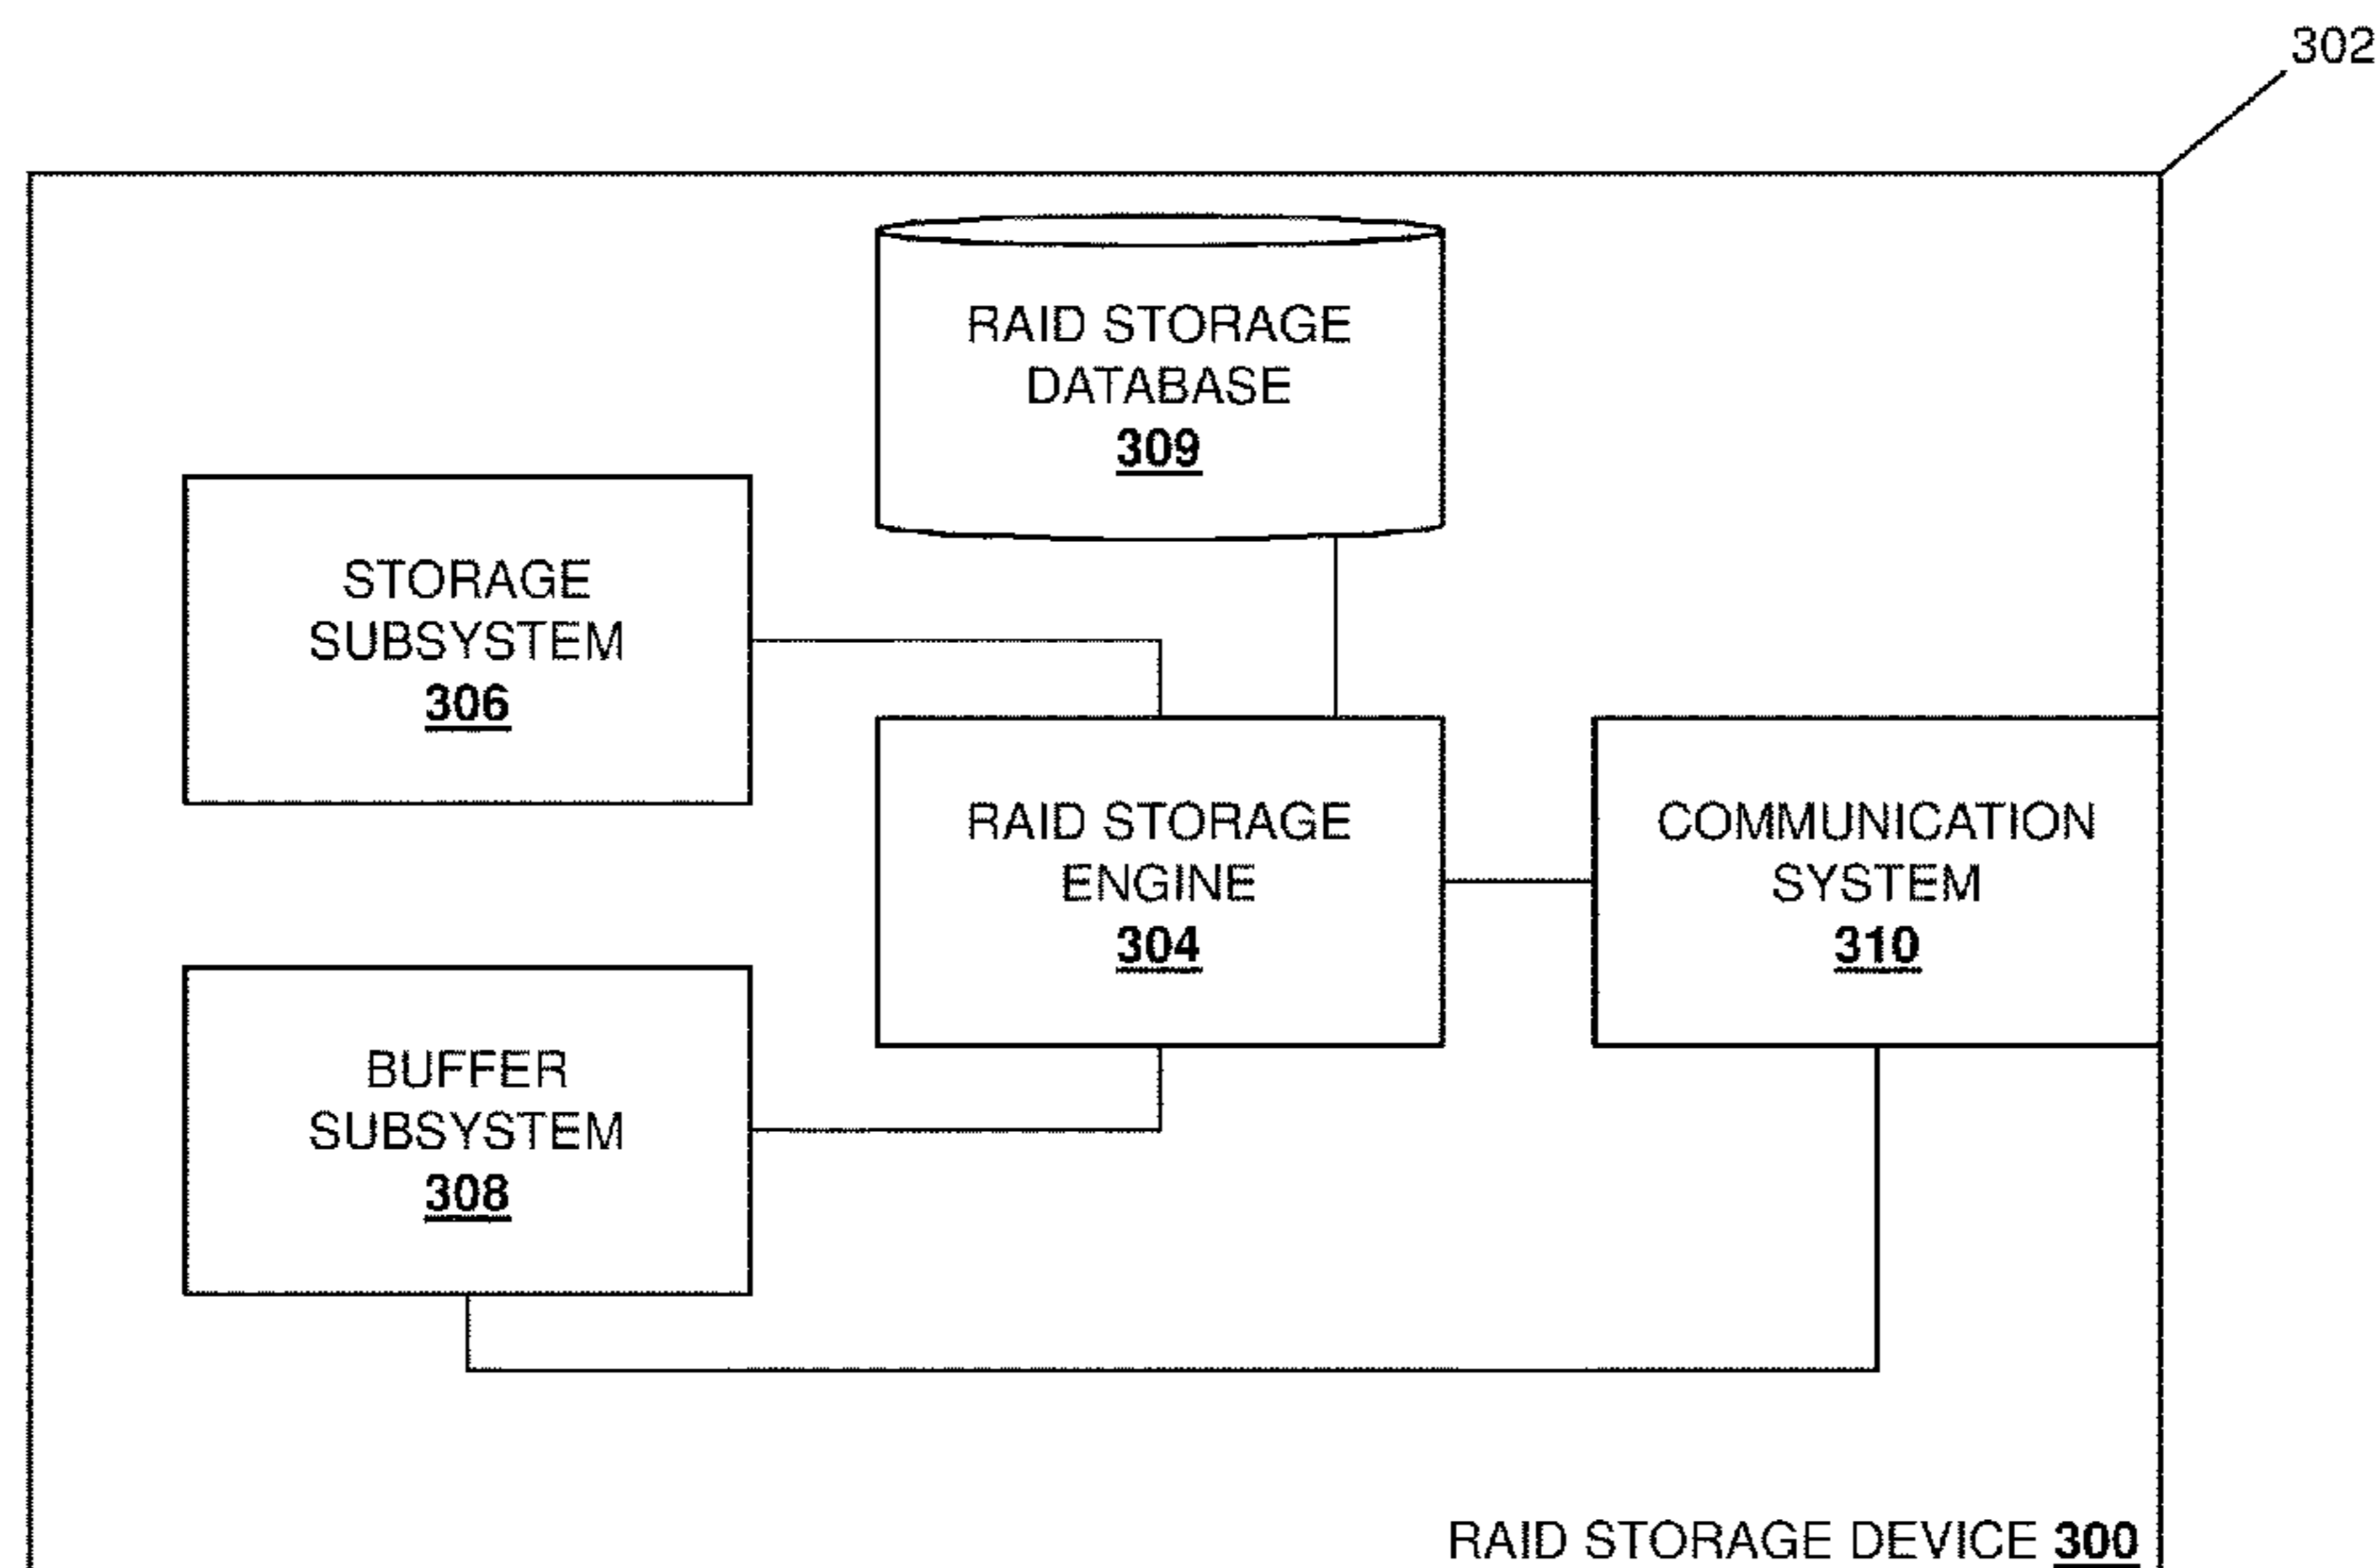 302
RAID STORAGE
DATABASE
309
STORAGE
SUBSYSTEM
306
RAID STORAGE
ENGINE
304
COMMUNICATION
SYSTEM
310
BUFFER
SUBSYSTEM
308
RAID STORAGE DEVICE 300